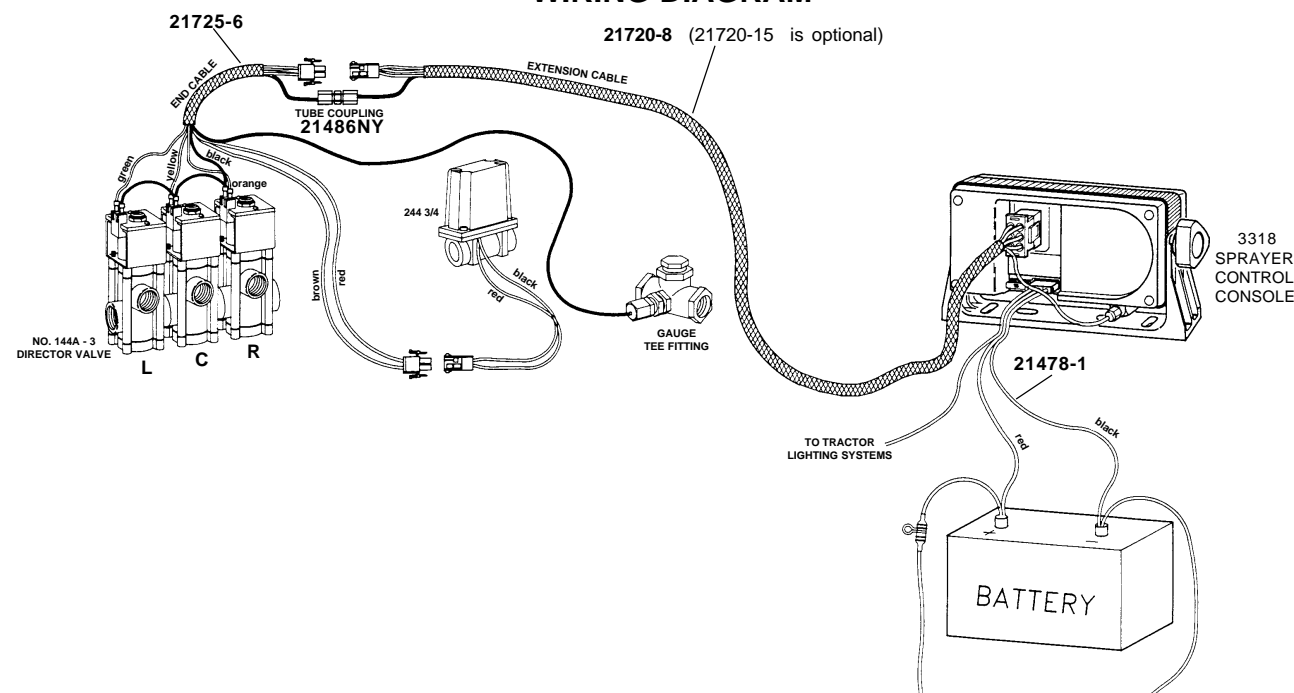 WIRING DIAGRAM
21725-6
21720-8 (21720-15 is optional)
END CABLE
EXTENSION CABLE
TUBE COUPLING
21486NY
green
yellow
black
orange
244 3/4
brown
red
black
red
NO. 144A - 3
DIRECTOR VALVE
L
C
R
GAUGE
TEE FITTING
3318
SPRAYER
CONTROL
CONSOLE
21478-1
TO TRACTOR
LIGHTING SYSTEMS
red
black
+
−
BATTERY